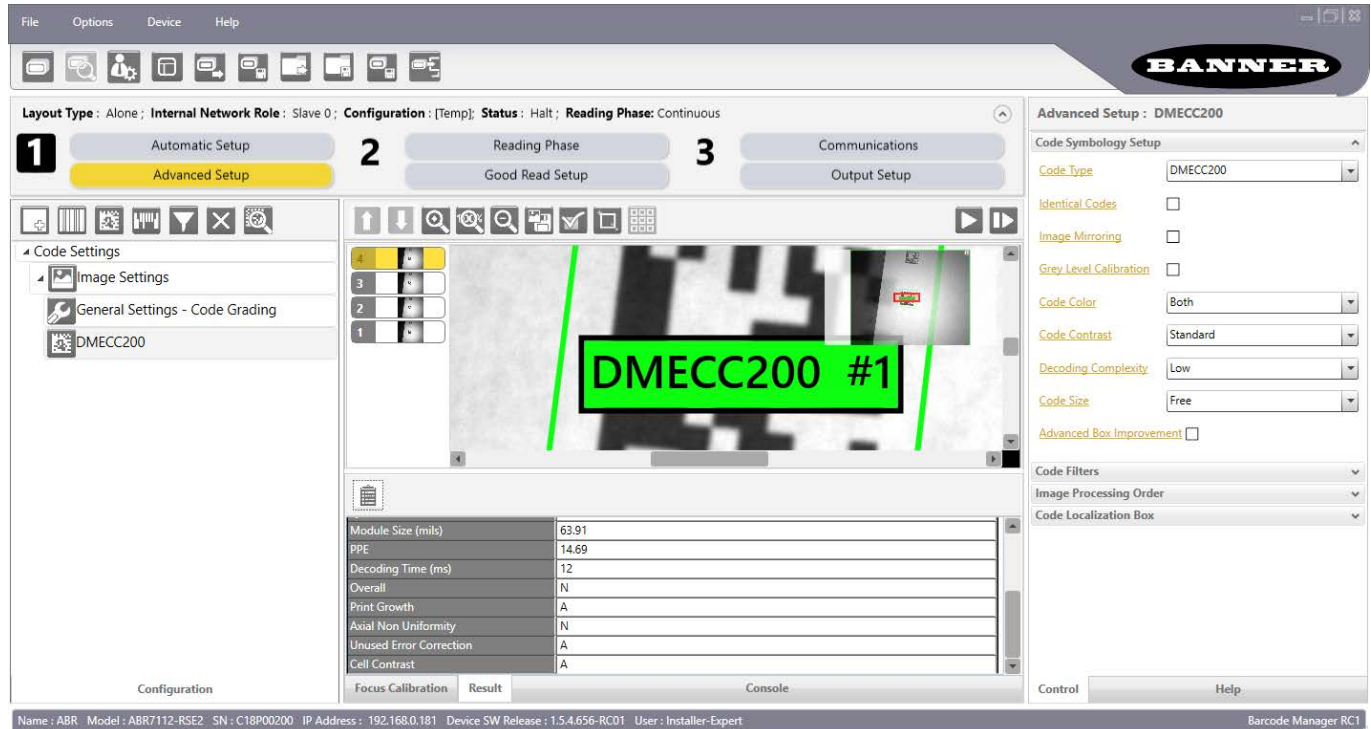 File Options Device Help
BANNER
Layout Type : Alone ; Internal Network Role : Slave 0 ; Configuration : [Temp]; Status : Halt ; Reading Phase: Continuous
1 Automatic Setup 2 Reading Phase 3 Communications
Advanced Setup Good Read Setup Output Setup
Code Settings
Image Settings
General Settings - Code Grading
DMECC200
Configuration
4
3
2
1
DMECC200 #1
Module Size (mils) 63.91
PPE 14.69
Decoding Time (ms) 12
Overall N
Print Growth A
Axial Non Uniformity N
Unused Error Correction A
Cell Contrast A
Focus Calibration Result Console
Advanced Setup : DMECC200
Code Symbology Setup
Code Type DMECC200
Identical Codes
Image Mirroring
Grey Level Calibration
Code Color Both
Code Contrast Standard
Decoding Complexity Low
Code Size Free
Advanced Box Improvement
Code Filters
Image Processing Order
Code Localization Box
Control Help
Name : ABR Model : ABR7112-RSE2 SN : C18P00200 IP Address : 192.168.0.181 Device SW Release : 1.5.4.656-RC01 User : Installer-Expert Barcode Manager RC1